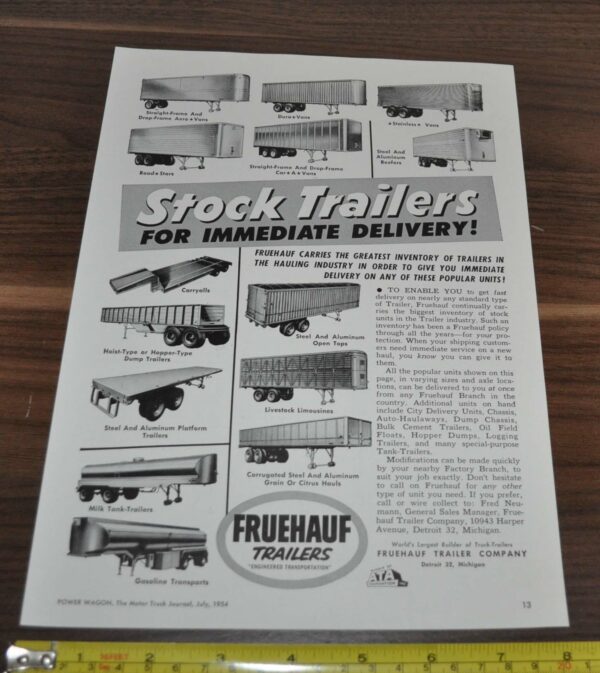 Straight-Frame And
Drop-Frame Aero★Vans
Dura★Vans
★Stainless★ Vans
Road★Stars
Straight-Frame And Drop-Frame
Car★A★Vans
Steel And
Aluminum
Reefers
Stock Trailers
FOR IMMEDIATE DELIVERY!
FRUEHAUF CARRIES THE GREATEST INVENTORY OF TRAILERS IN
THE HAULING INDUSTRY IN ORDER TO GIVE YOU IMMEDIATE
DELIVERY ON ANY OF THESE POPULAR UNITS!
Carryalls
Hoist-Type or Hopper-Type
Dump Trailers
Steel And Aluminum Platform
Trailers
Milk Tank-Trailers
Gasoline Transports
Steel And Aluminum
Open Tops
Livestock Limousines
Corrugated Steel and Aluminum
Grain Or Citrus Hauls
● TO ENABLE YOU to get fast
delivery on nearly any standard type
of Trailer, Fruehauf continually car-
ries the biggest inventory of stock
units in the Trailer industry. Such an
inventory has been a Fruehauf policy
through all the years—for your pro-
tection. When your shipping custom-
ers need immediate service on a new
haul, you know you can give it to
them.
All the popular units shown on this
page, in varying sizes and axle loca-
tions, can be delivered to you at once
from any Fruehauf Branch in the
country. Additional units on hand
include City Delivery Units, Chassis,
Auto-Haulaways, Dump Chassis,
Bulk Cement Trailers, Oil Field
Floats, Hopper Dumps, Logging
Trailers, and many special-purpose
Tank-Trailers.
Modifications can be made quickly
by your nearby Factory Branch, to
suit your job exactly. Don't hesitate
to call on Fruehauf for any other
type of unit you need. If you prefer,
call or wire collect to: Fred Neu-
mann, General Sales Manager, Frue-
hauf Trailer Company, 10943 Harper
Avenue, Detroit 32, Michigan.
World's Largest Builder of Truck-Trailers
FRUEHAUF TRAILER COMPANY
Detroit 32, Michigan
FRUEHAUF
TRAILERS
"ENGINEERED TRANSPORTATION"
ATA
POWER WAGON, The Motor Truck Journal, July, 1954
13
1 2 3 4 5 6 7 8